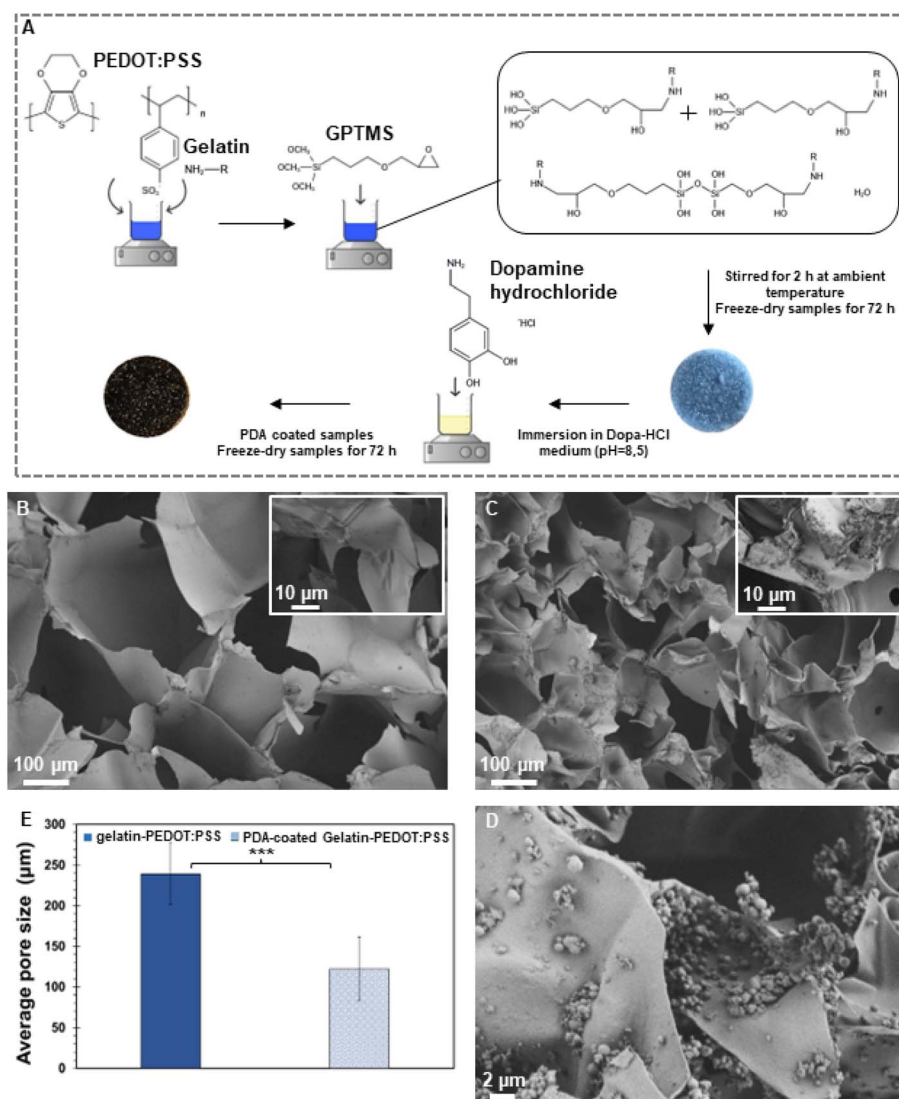 A
PEDOT:PSS
O
O
S
n
SO₃⁻
Gelatin
NH₂—R
GPTMS
OCH₃
OCH₃
OCH₃
Si
O
O
HO
HO
HO
Si
O
HO
NH
R
+
HO
HO
HO
Si
O
HO
NH
R
R
HN
OH
O
OH
OH
Si
O
Si
OH
OH
O
OH
NH
R
H₂O
Stirred for 2 h at ambient
temperature
Freeze-dry samples for 72 h
Dopamine
hydrochloride
NH₂
HCl
OH
OH
Immersion in Dopa-HCl
medium (pH=8,5)
PDA coated samples
Freeze-dry samples for 72 h
B
10 µm
100 µm
C
10 µm
100 µm
E
gelatin-PEDOT:PSS
PDA-coated Gelatin-PEDOT:PSS
***
Average pore size (µm)
300
250
200
150
100
50
0
D
2 µm